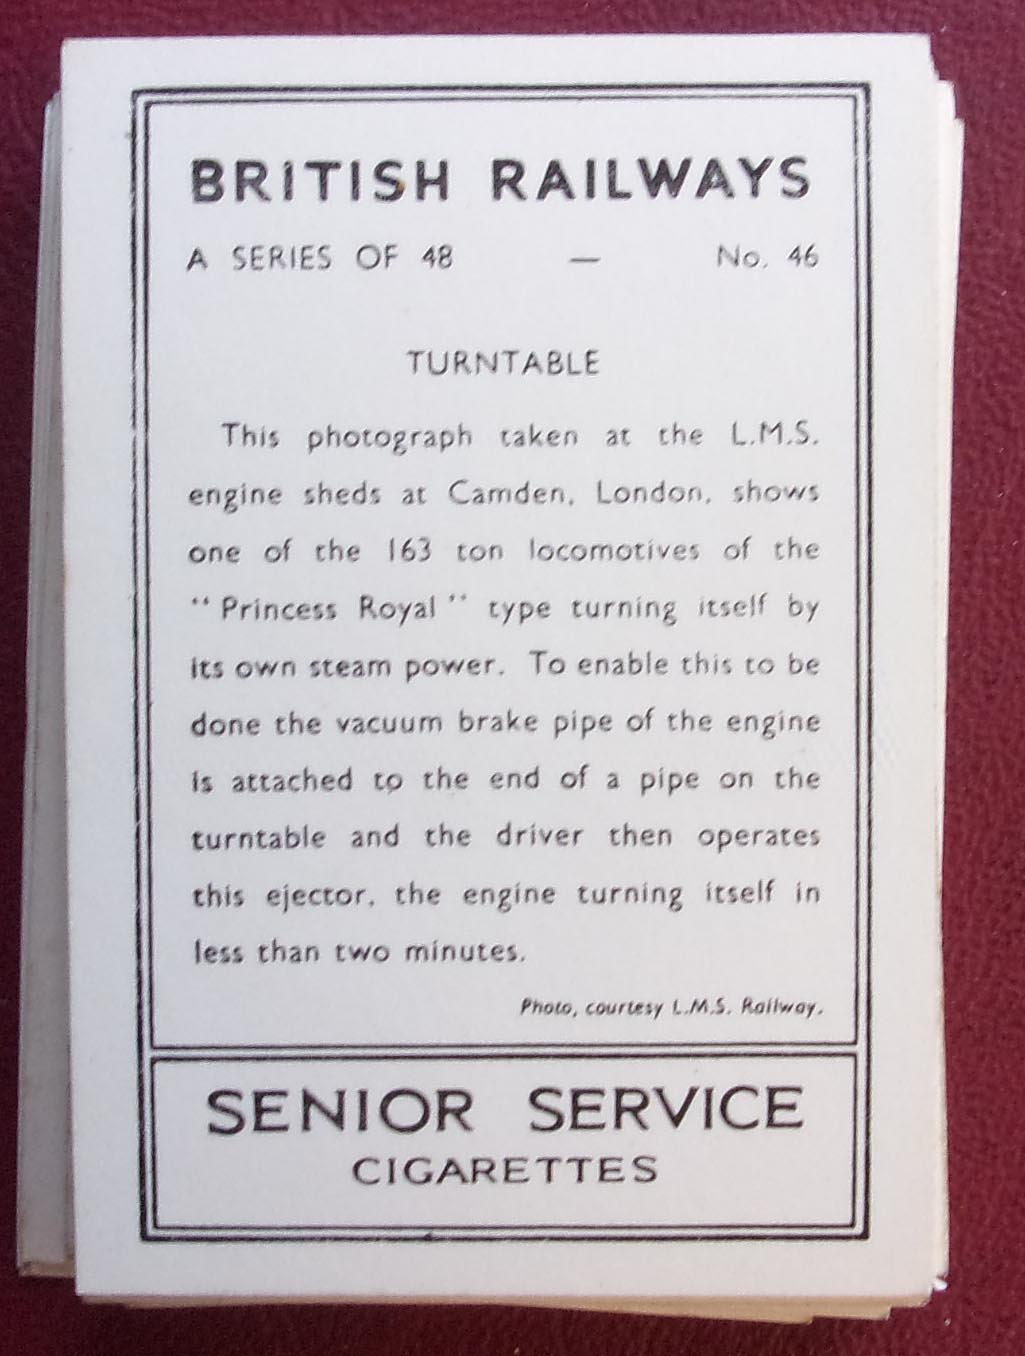 BRITISH RAILWAYS
A SERIES OF 48 — No. 46
TURNTABLE
This photograph taken at the L.M.S.
engine sheds at Camden, London, shows
one of the 163 ton locomotives of the
"Princess Royal" type turning itself by
its own steam power. To enable this to be
done the vacuum brake pipe of the engine
is attached to the end of a pipe on the
turntable and the driver then operates
this ejector, the engine turning itself in
less than two minutes.
Photo, courtesy L.M.S. Railway.
SENIOR SERVICE
CIGARETTES